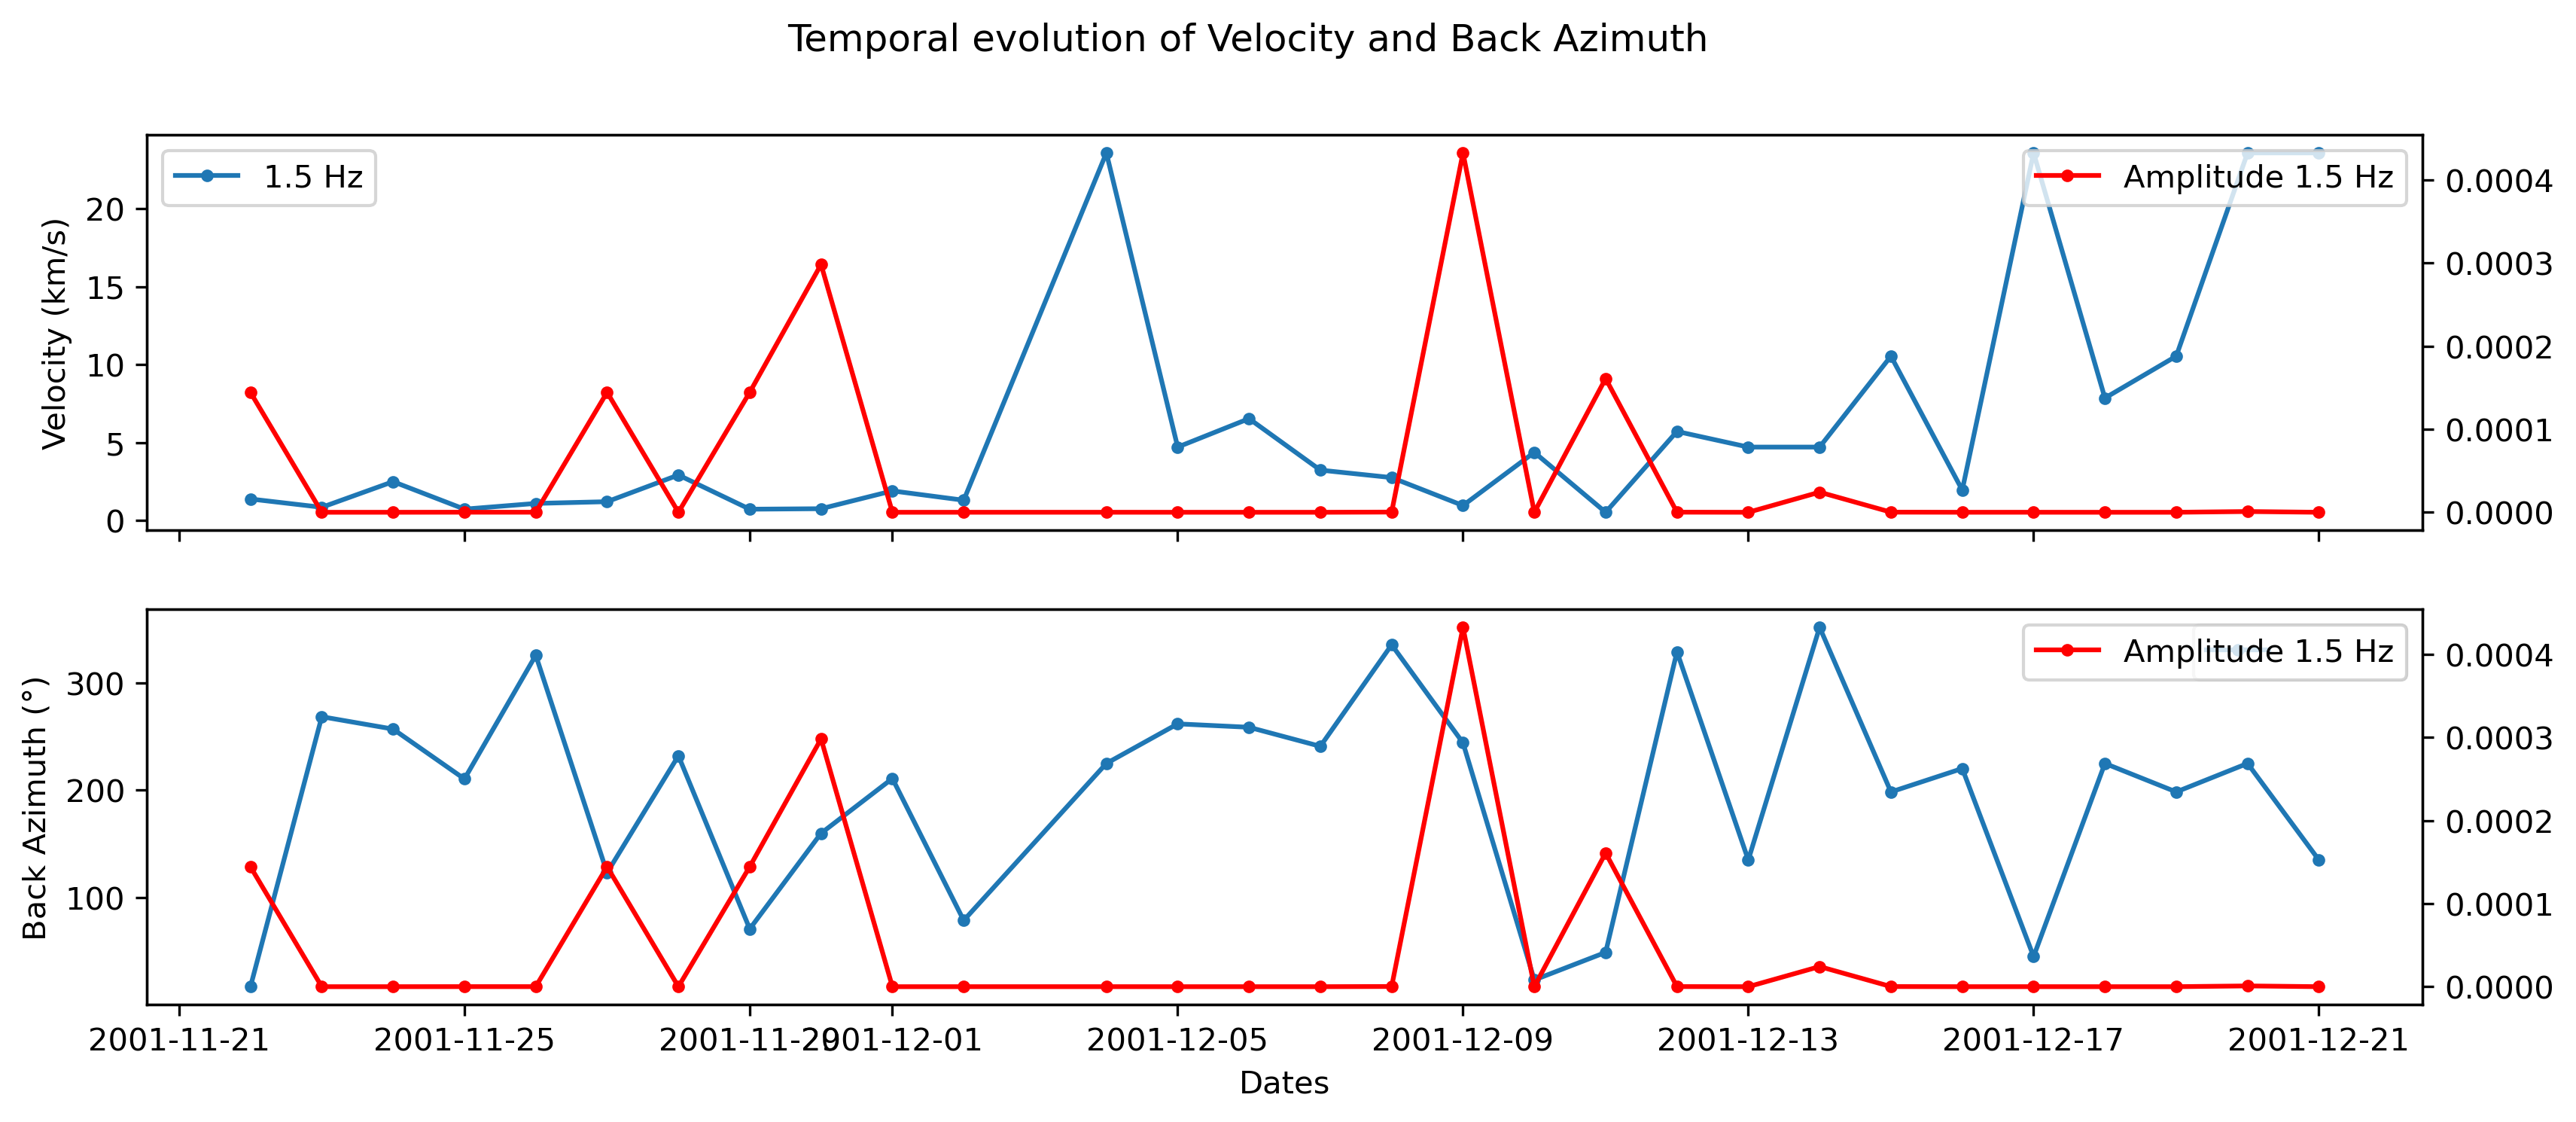 Temporal evolution of Velocity and Back Azimuth
1.5 Hz
Amplitude 1.5 Hz
Velocity (km/s)
20
15
10
5
0
0.0004
0.0003
0.0002
0.0001
0.0000
Amplitude 1.5 Hz
Back Azimuth (°)
300
200
100
0.0004
0.0003
0.0002
0.0001
0.0000
2001-11-21 2001-11-25 2001-11-29 2001-12-01 2001-12-05 2001-12-09 2001-12-13 2001-12-17 2001-12-21
Dates